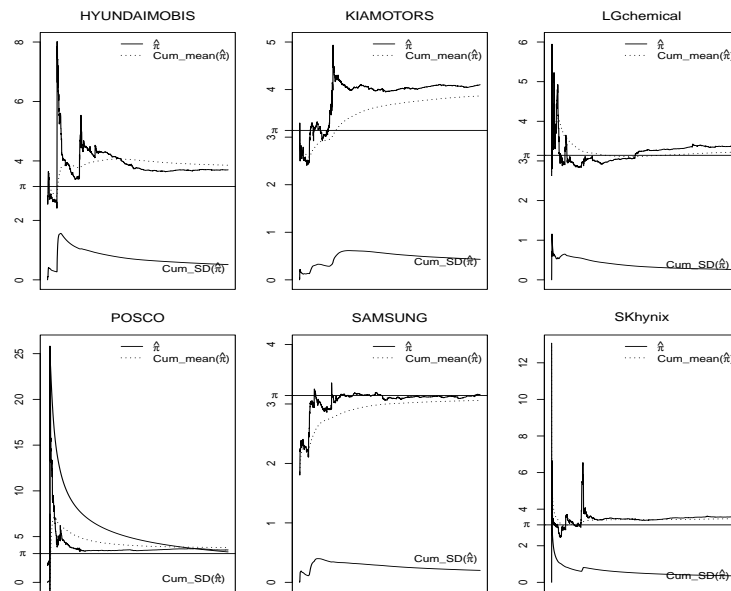 HYUNDAIMOBIS
KIAMOTORS
LGchemical
π̂
Cum_mean(π̂)
π̂
Cum_mean(π̂)
π̂
Cum_mean(π̂)
8
6
4
π
2
0
5
4
π
3
2
1
0
6
5
4
π
3
2
1
0
Cum_SD(π̂)
Cum_SD(π̂)
Cum_SD(π̂)
POSCO
SAMSUNG
SKhynix
π̂
Cum_mean(π̂)
π̂
Cum_mean(π̂)
π̂
Cum_mean(π̂)
25
20
15
10
5
π
0
4
π
3
2
1
0
12
10
8
6
4
π
2
0
Cum_SD(π̂)
Cum_SD(π̂)
Cum_SD(π̂)